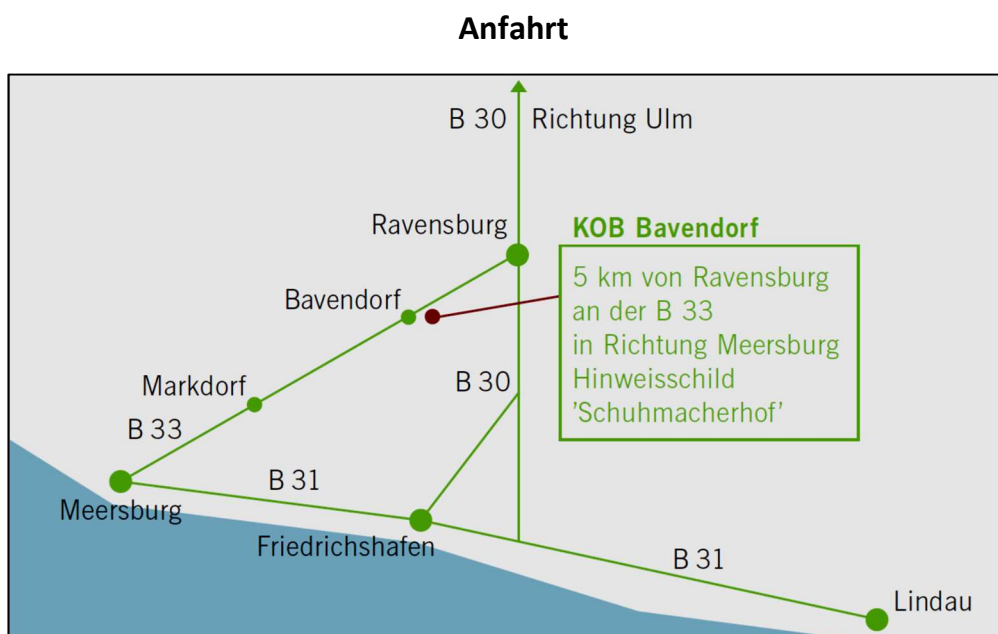 Anfahrt
B 30
Richtung Ulm
Ravensburg
KOB Bavendorf
5 km von Ravensburg
an der B 33
in Richtung Meersburg
Hinweisschild
'Schuhmacherhof'
Bavendorf
Markdorf
B 30
B 33
B 31
Meersburg
Friedrichshafen
B 31
Lindau